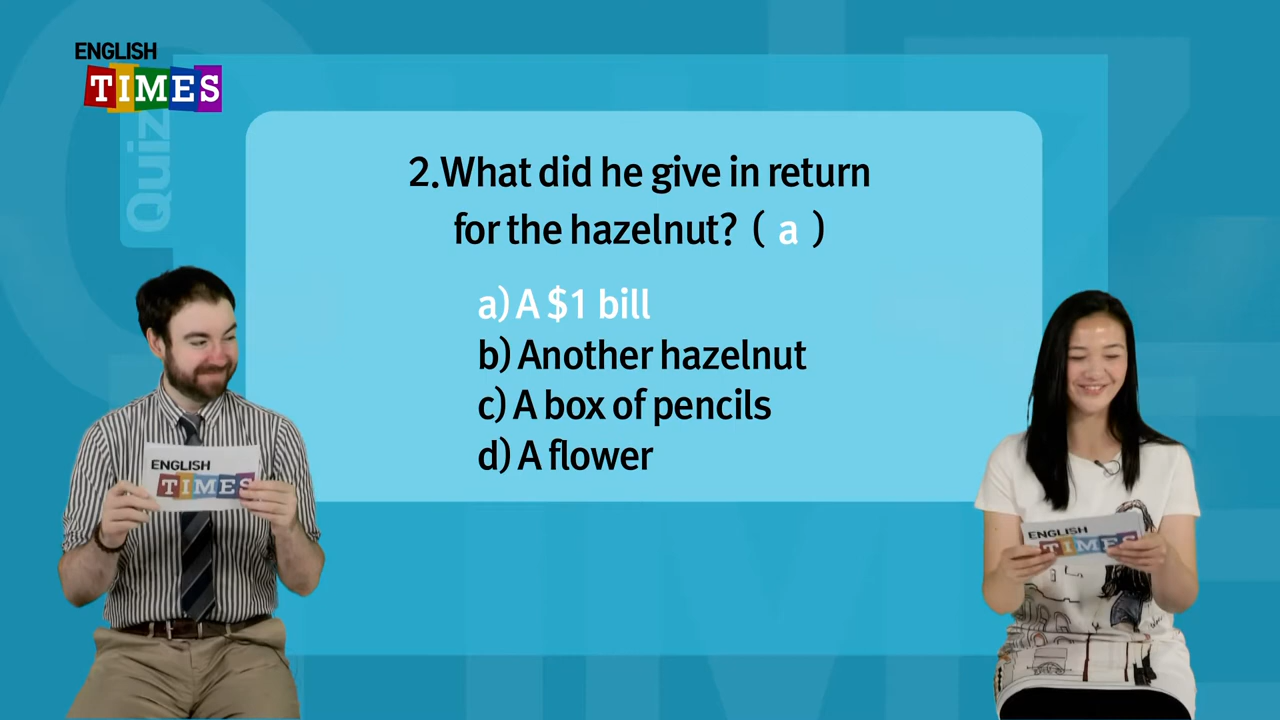 ENGLISH
TIMES
Quiz
2.What did he give in return
for the hazelnut? ( a )
a) A $1 bill
b) Another hazelnut
c) A box of pencils
d) A flower
ENGLISH
TIMES
ENGLISH
TIMES